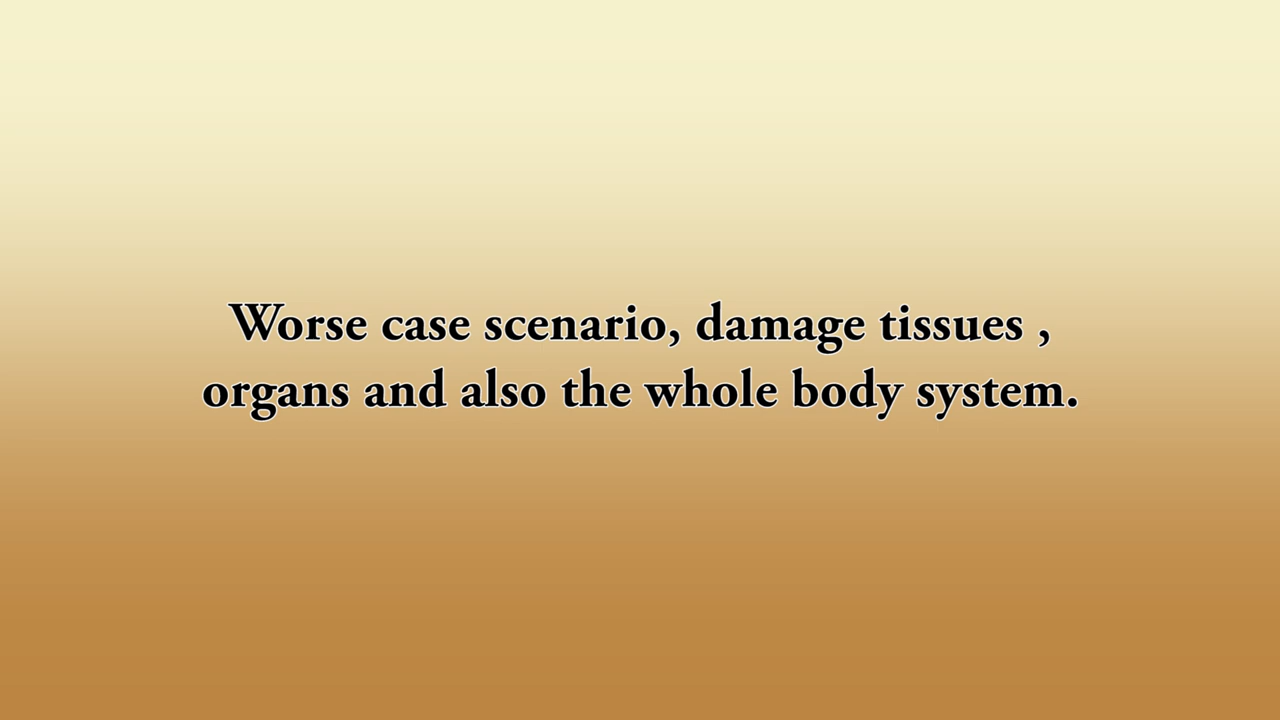 Worse case scenario, damage tissues ,
organs and also the whole body system.